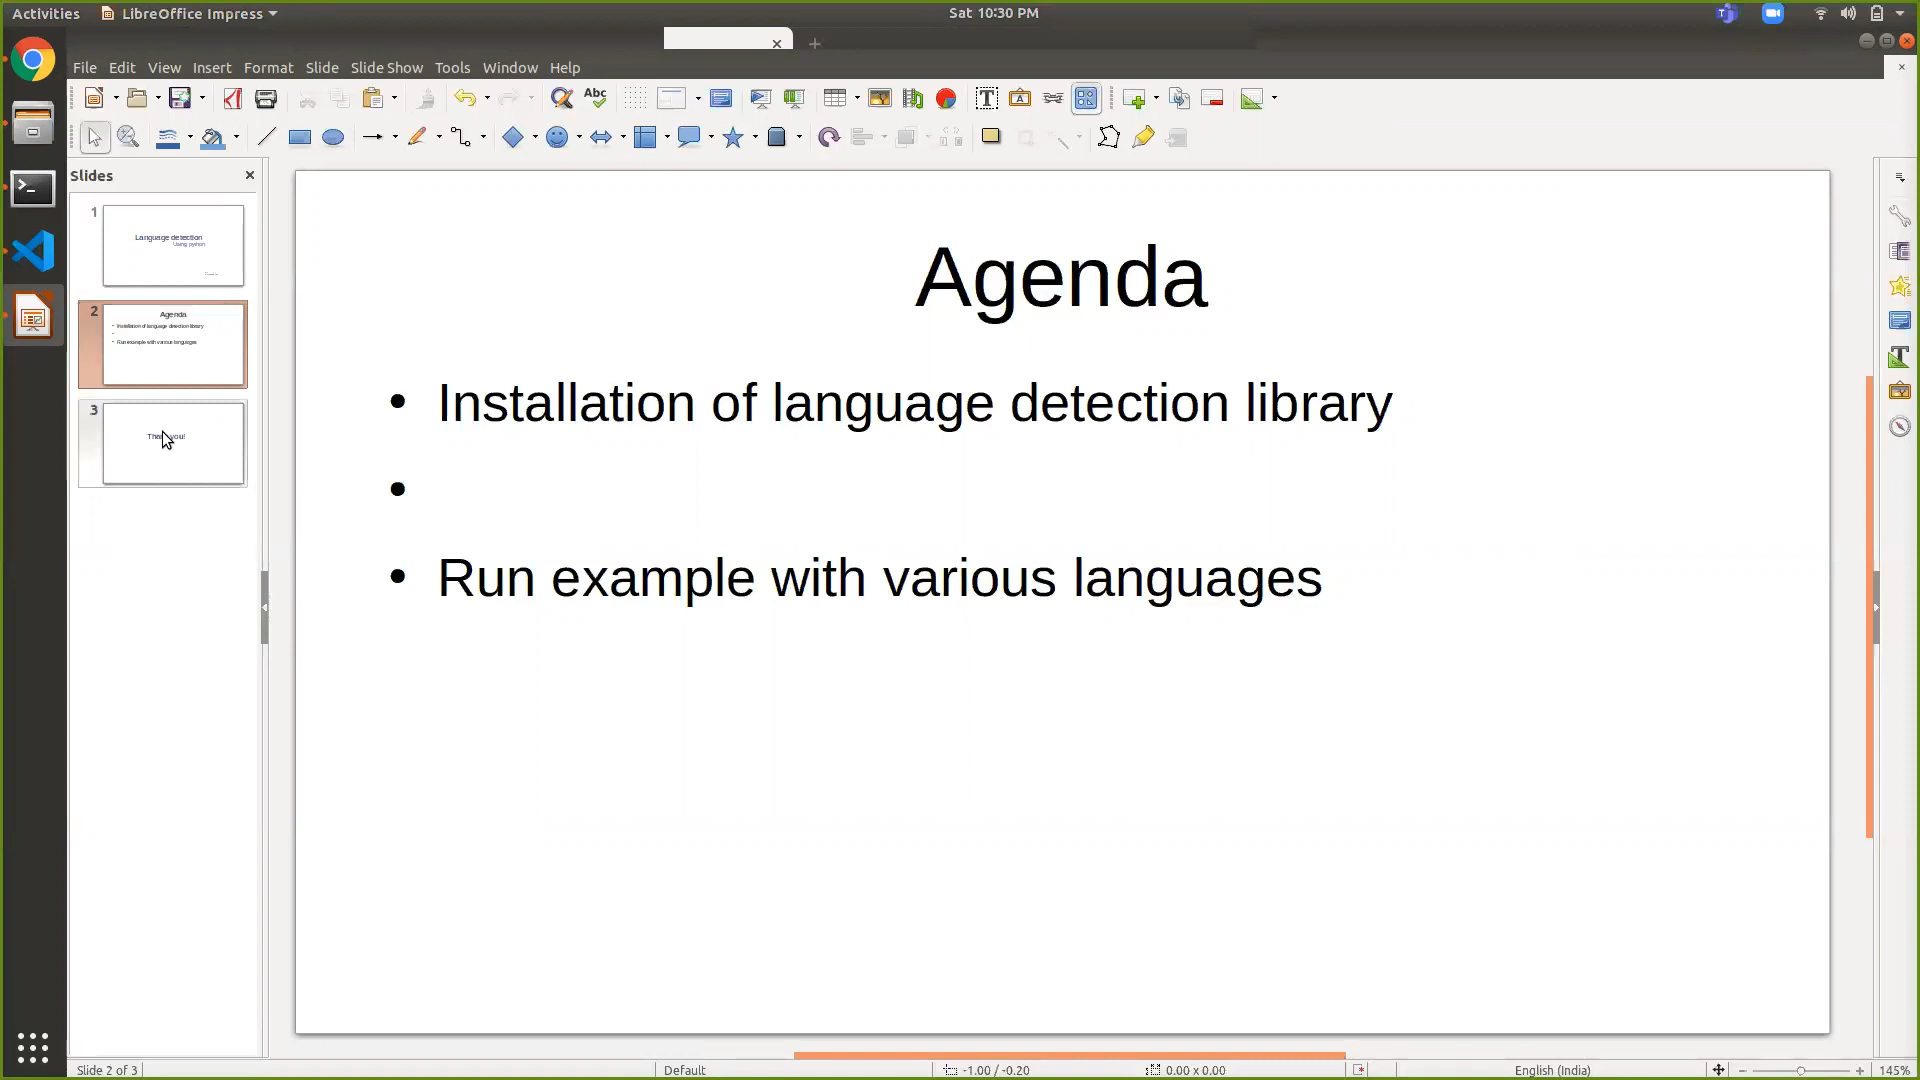 Activities LibreOffice Impress Sat 10:30 PM
File Edit View Insert Format Slide Slide Show Tools Window Help
Slides
1
Language detection
Using python
2
Agenda
• Installation of language detection library
•
• Run example with various languages
3
Thank you!
Agenda
• Installation of language detection library
•
• Run example with various languages
Slide 2 of 3 Default -1.00 / -0.20 0.00 x 0.00 English (India) 145%